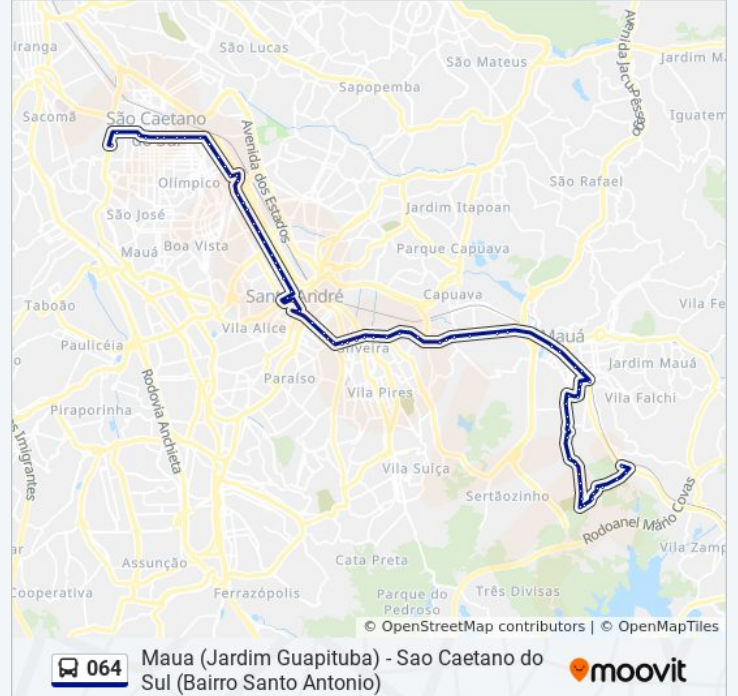 iranga
São Lucas
São Mateus
Avenida Jacu-Pêssego
Jardim M
Sapopemba
Sacomã
São Caetano
do Sul
Iguatem
Avenida dos Estados
Olímpico
São Rafael
São José
Jardim Itapoan
Mauá
Boa Vista
Parque Capuava
Santo André
Capuava
Taboão
Vila Fe
Vila Alice
Mauá
Paulicéia
Oliveira
Jardim Mauá
Paraíso
Rodovia Anchieta
Vila Pires
Vila Falchi
Piraporinha
s Imigrantes
Vila Suíça
Sertãozinho
Rodoanel Mário Covas
ar
Vila Zamp
Assunção
Cata Preta
Cooperativa
Ferrazópolis
Parque do
Pedroso
Três Divisas
© OpenStreetMap contributors | © OpenMapTiles
064
Maua (Jardim Guapituba) - Sao Caetano do
Sul (Bairro Santo Antonio)
moovit